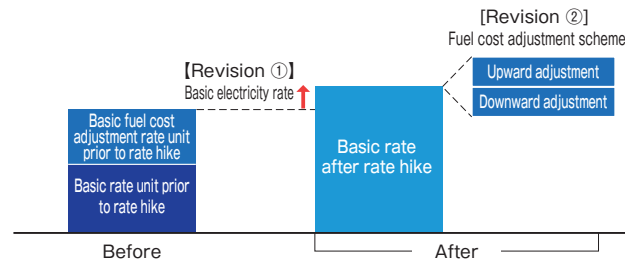 [Revision ②]
Fuel cost adjustment scheme
Upward adjustment
Downward adjustment
【Revision ①】
Basic electricity rate
Basic fuel cost
adjustment rate unit
prior to rate hike
Basic rate unit prior
to rate hike
Basic rate
after rate hike
Before
After